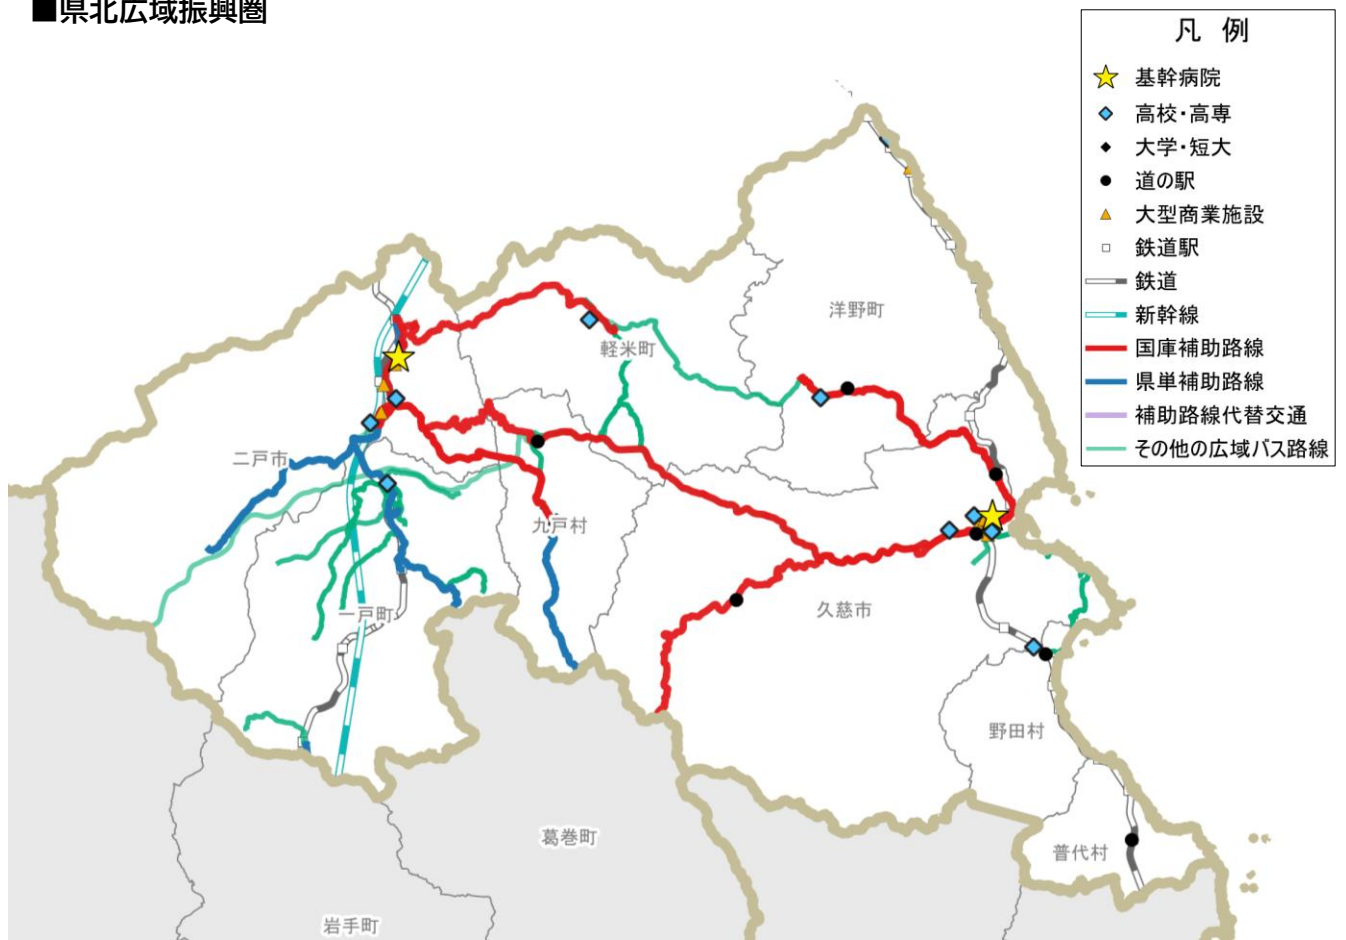 ■県北広域振興圏
凡 例
基幹病院
高校・高専
大学・短大
道の駅
大型商業施設
鉄道駅
鉄道
新幹線
国庫補助路線
県単補助路線
補助路線代替交通
その他の広域バス路線
洋野町
軽米町
二戸市
九戸村
久慈市
一戸町
野田村
葛巻町
普代村
岩手町